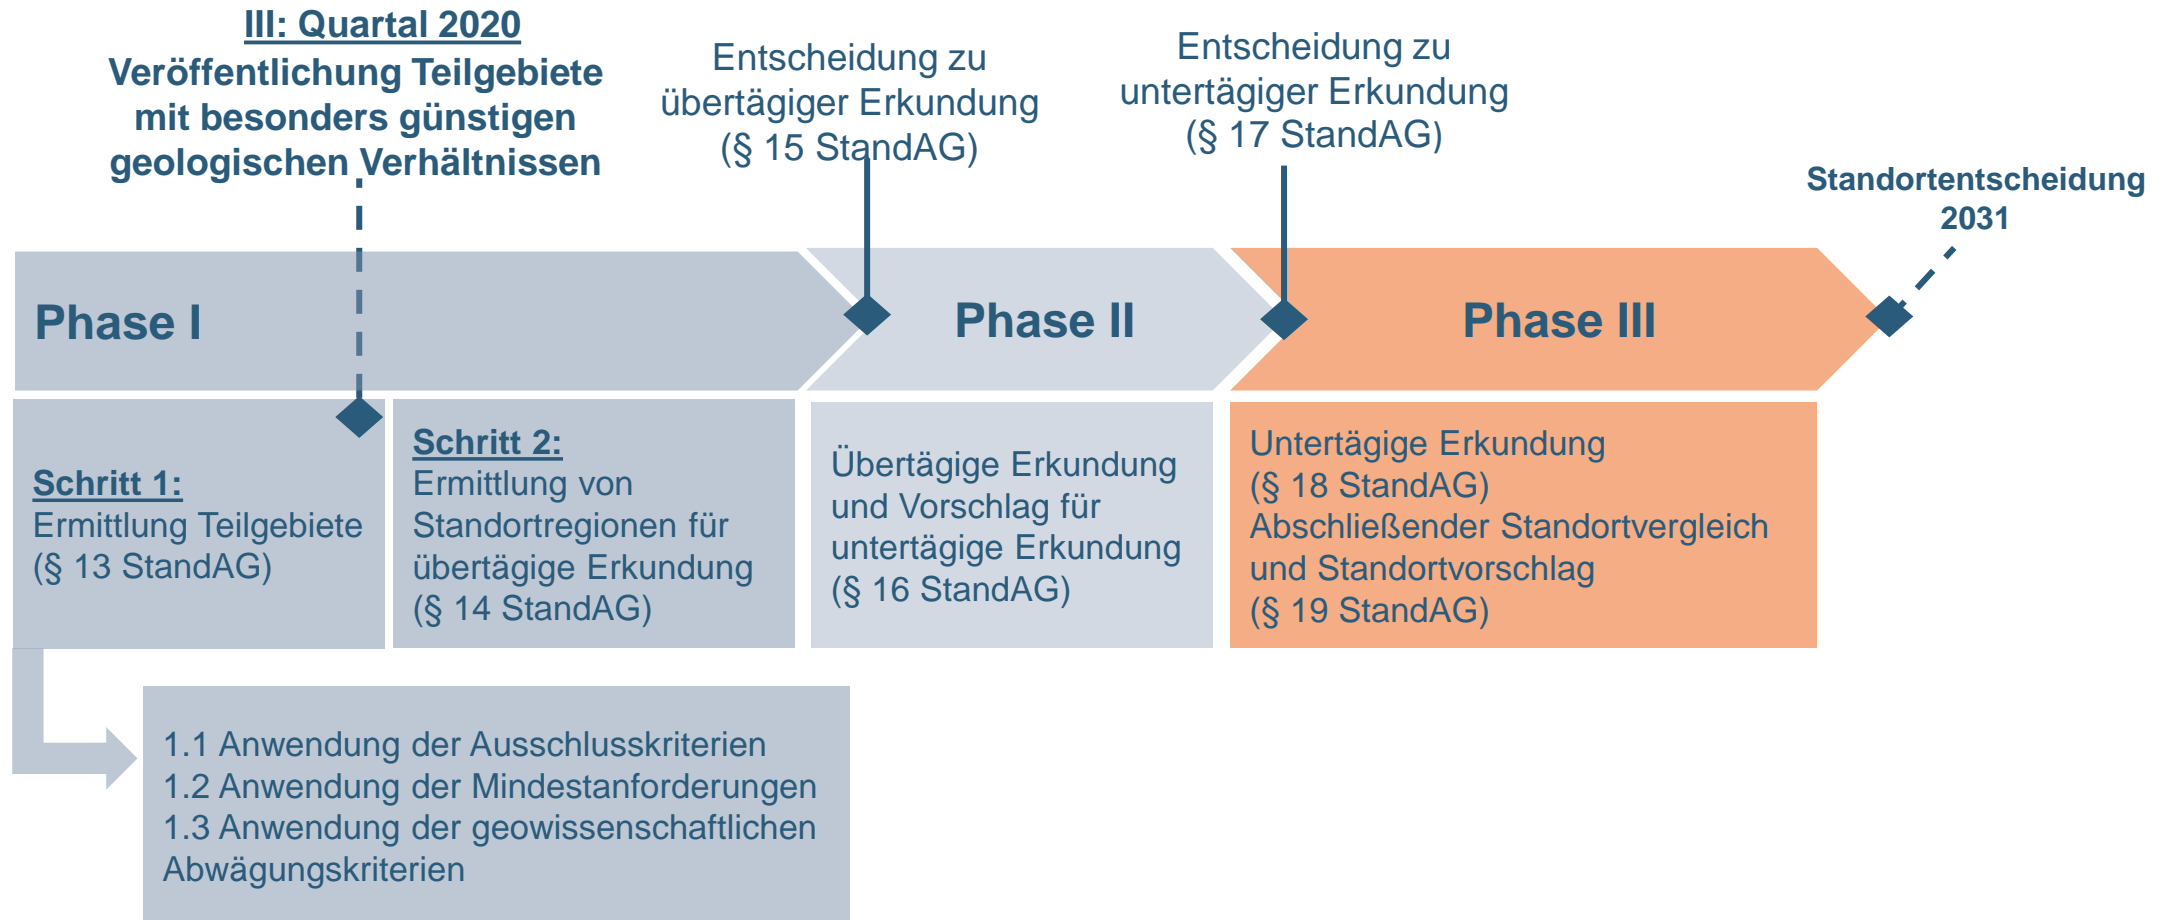 III: Quartal 2020
Veröffentlichung Teilgebiete
mit besonders günstigen
geologischen Verhältnissen
Entscheidung zu
übertägiger Erkundung
(§ 15 StandAG)
Entscheidung zu
untertägiger Erkundung
(§ 17 StandAG)
Standortentscheidung
2031
Phase I
Phase II
Phase III
Schritt 1:
Ermittlung Teilgebiete
(§ 13 StandAG)
Schritt 2:
Ermittlung von
Standortregionen für
übertägige Erkundung
(§ 14 StandAG)
Übertägige Erkundung
und Vorschlag für
untertägige Erkundung
(§ 16 StandAG)
Untertägige Erkundung
(§ 18 StandAG)
Abschließender Standortvergleich
und Standortvorschlag
(§ 19 StandAG)
1.1 Anwendung der Ausschlusskriterien
1.2 Anwendung der Mindestanforderungen
1.3 Anwendung der geowissenschaftlichen
Abwägungskriterien